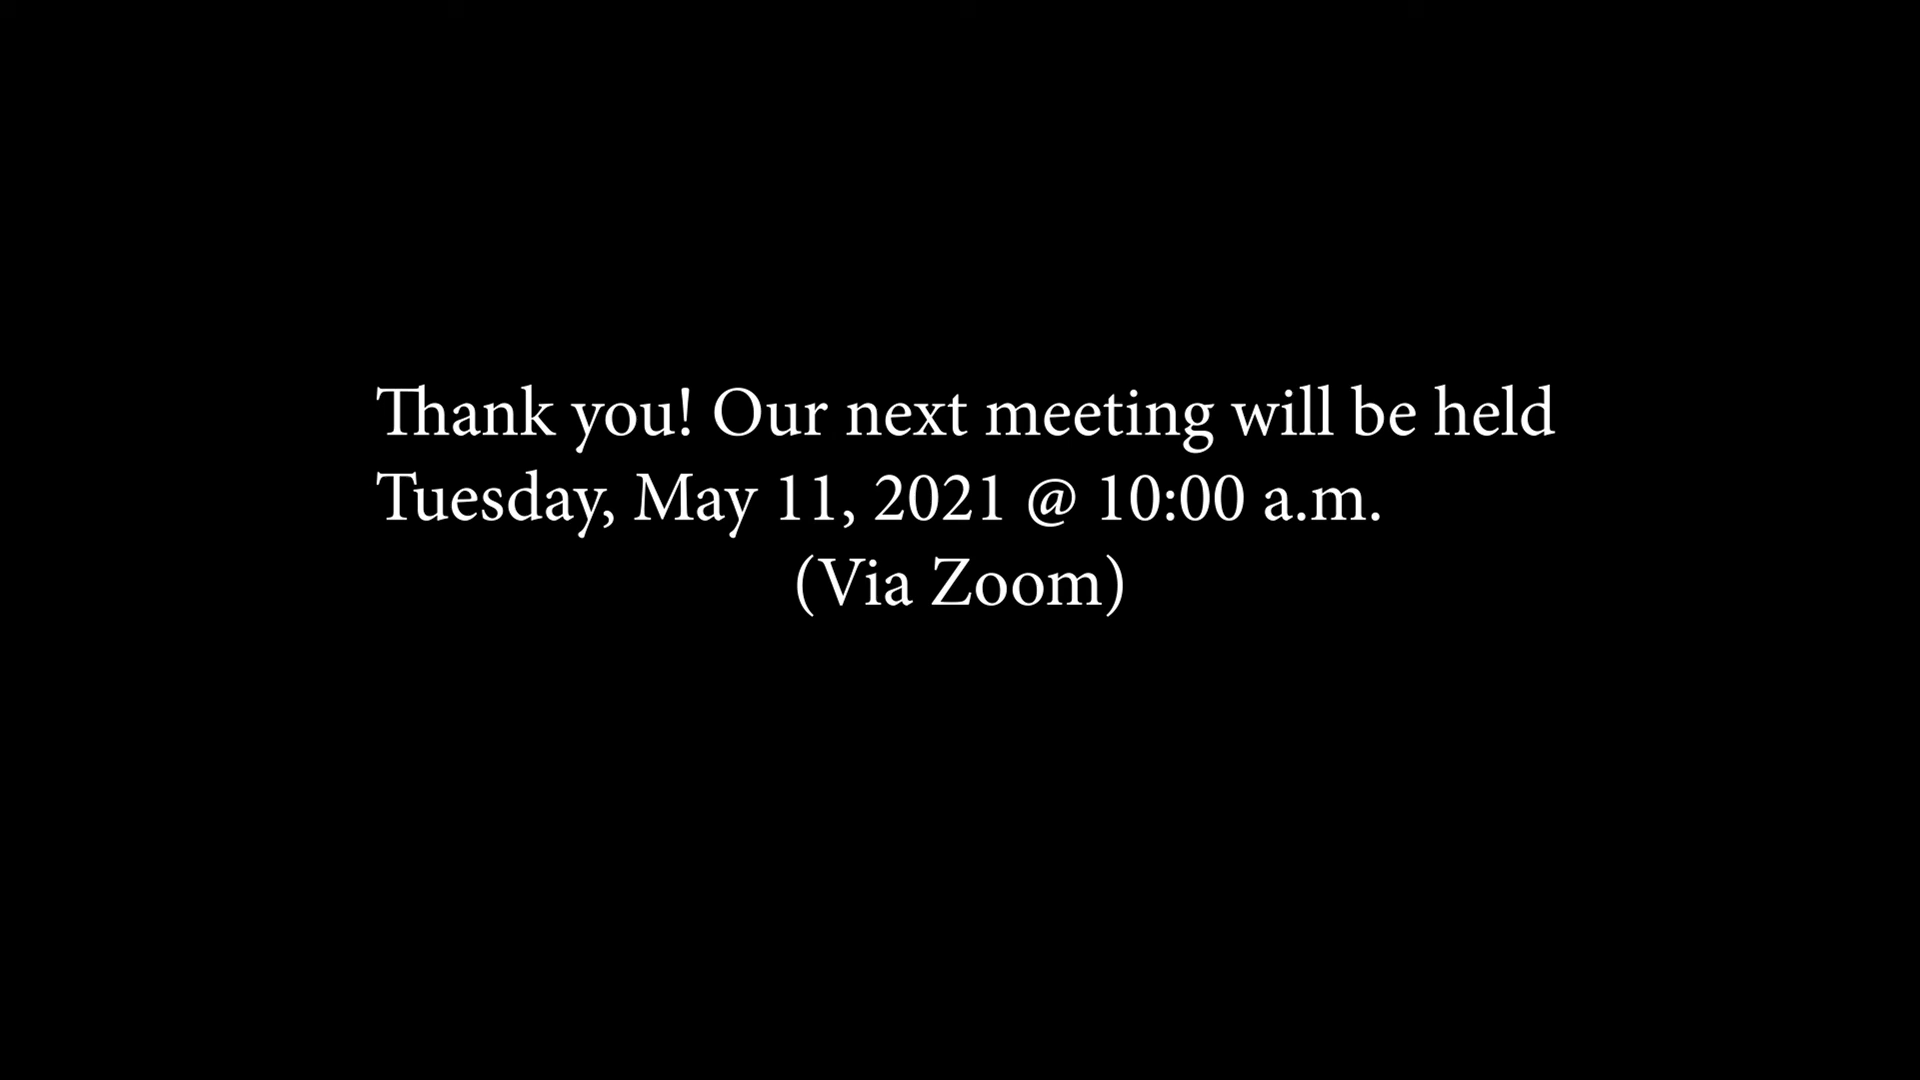 Thank you! Our next meeting will be held
Tuesday, May 11, 2021 @ 10:00 a.m.
(Via Zoom)